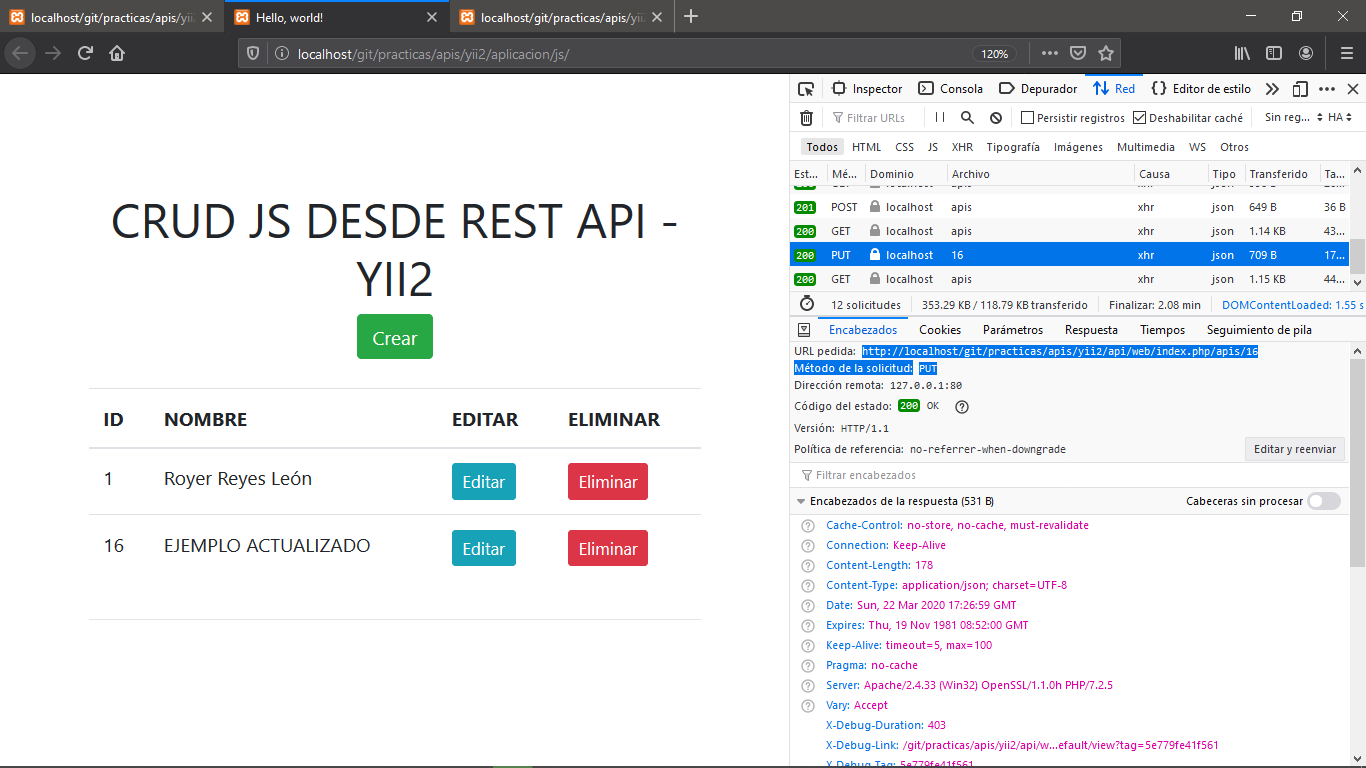 localhost/git/practicas/apis/yii
Hello, world!
localhost/git/practicas/apis/yii
localhost/git/practicas/apis/yii2/aplicacion/js/
120%
CRUD JS DESDE REST API -
YII2
Crear
ID NOMBRE EDITAR ELIMINAR
1 Royer Reyes León Editar Eliminar
16 EJEMPLO ACTUALIZADO Editar Eliminar
Inspector Consola Depurador Red Editor de estilo
Filtrar URLs Persistir registros Deshabilitar caché Sin reg... HA
Todos HTML CSS JS XHR Tipografía Imágenes Multimedia WS Otros
Est... Mé... Dominio Archivo Causa Tipo Transferido Ta...
201 POST localhost apis xhr json 649 B 36 B
200 GET localhost apis xhr json 1.14 KB 43...
200 PUT localhost 16 xhr json 709 B 17...
200 GET localhost apis xhr json 1.15 KB 44...
12 solicitudes 353.29 KB / 118.79 KB transferido Finalizar: 2.08 min DOMContentLoaded: 1.55 s
Encabezados Cookies Parámetros Respuesta Tiempos Seguimiento de pila
URL pedida: http://localhost/git/practicas/apis/yii2/api/web/index.php/apis/16
Método de la solicitud: PUT
Dirección remota: 127.0.0.1:80
Código del estado: 200 OK
Versión: HTTP/1.1
Política de referencia: no-referrer-when-downgrade Editar y reenviar
Filtrar encabezados
Encabezados de la respuesta (531 B) Cabeceras sin procesar
Cache-Control: no-store, no-cache, must-revalidate
Connection: Keep-Alive
Content-Length: 178
Content-Type: application/json; charset=UTF-8
Date: Sun, 22 Mar 2020 17:26:59 GMT
Expires: Thu, 19 Nov 1981 08:52:00 GMT
Keep-Alive: timeout=5, max=100
Pragma: no-cache
Server: Apache/2.4.33 (Win32) OpenSSL/1.1.0h PHP/7.2.5
Vary: Accept
X-Debug-Duration: 403
X-Debug-Link: /git/practicas/apis/yii2/api/w...efault/view?tag=5e779fe41f561
X-Debug-Tag: 5e779fe41f561